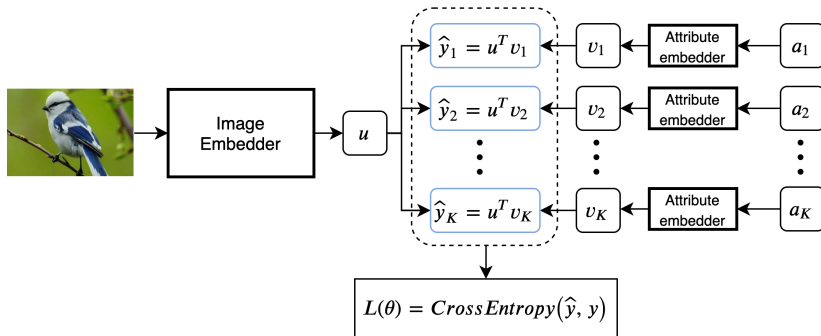 ŷ₁ = uᵀv₁
v₁
Attribute
embedder
a₁
Image
Embedder
u
ŷ₂ = uᵀv₂
v₂
Attribute
embedder
a₂
ŷ_K = uᵀv_K
v_K
Attribute
embedder
a_K
L(θ) = CrossEntropy(ŷ, y)